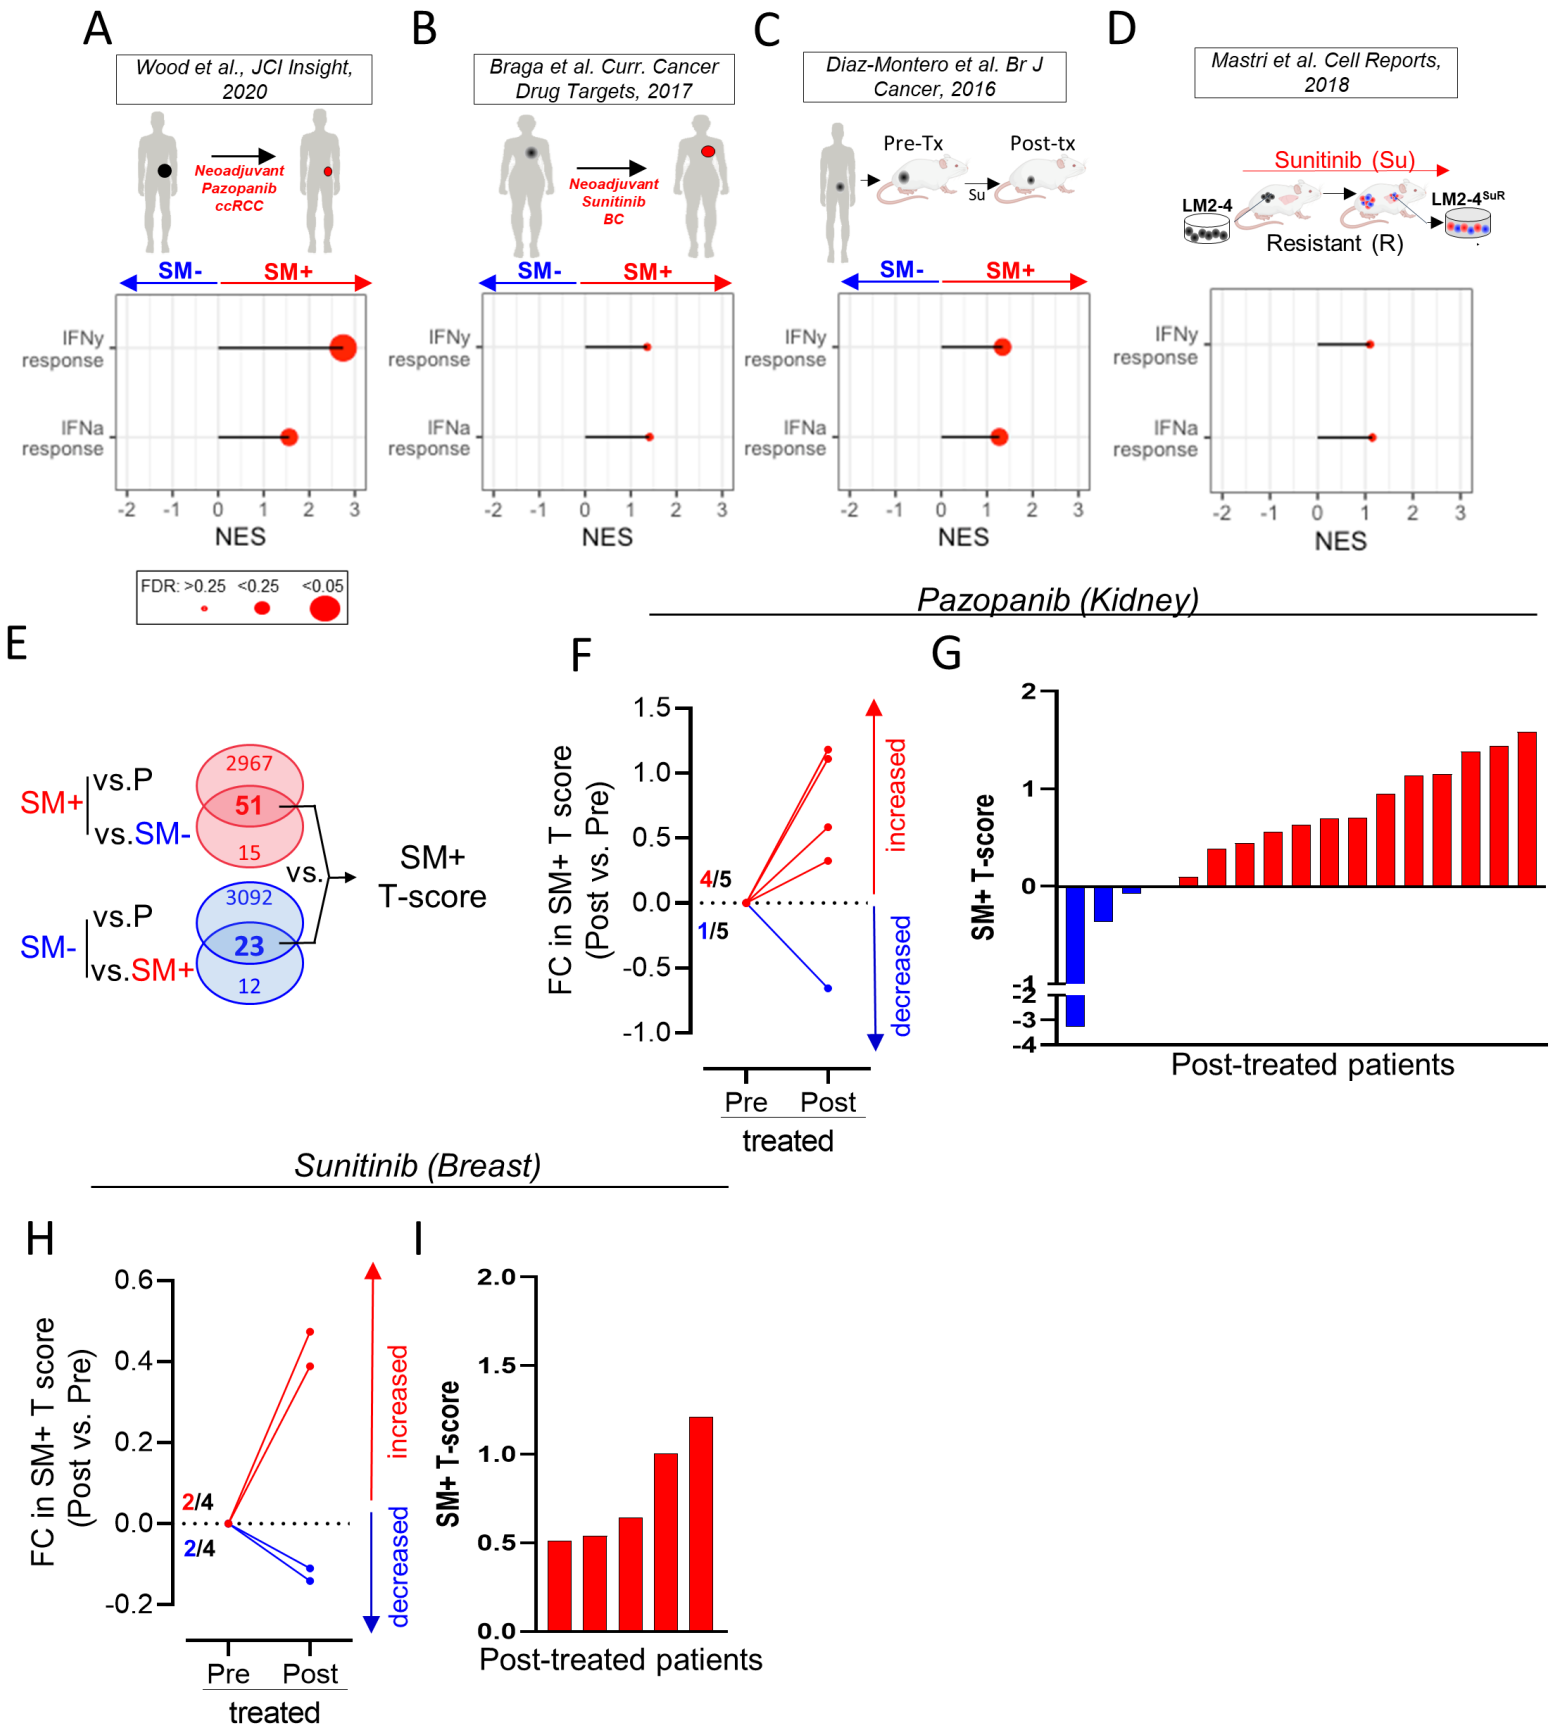 A
Wood et al., JCI Insight,
2020
Neoadjuvant
Pazopanib
ccRCC
SM-
SM+
IFNy
response
IFNa
response
-2 -1 0 1 2 3
NES
FDR: >0.25 <0.25 <0.05
B
Braga et al. Curr. Cancer
Drug Targets, 2017
Neoadjuvant
Sunitinib
BC
SM-
SM+
IFNy
response
IFNa
response
-2 -1 0 1 2 3
NES
C
Diaz-Montero et al. Br J
Cancer, 2016
Pre-Tx
Post-tx
Su
SM-
SM+
IFNy
response
IFNa
response
-2 -1 0 1 2 3
NES
D
Mastri et al. Cell Reports,
2018
Sunitinib (Su)
LM2-4
LM2-4SuR
Resistant (R)
IFNy
response
IFNa
response
-2 -1 0 1 2 3
NES
E
SM+
vs.P
vs.SM-
2967
51
15
SM-
vs.P
vs.SM+
3092
23
12
vs.
SM+
T-score
Pazopanib (Kidney)
F
FC in SM+ T score
(Post vs. Pre)
1.5
1.0
0.5
0.0
-0.5
-1.0
4/5
1/5
increased
decreased
Pre Post
treated
G
SM+ T-score
2
1
0
-1
-2
-3
-4
Post-treated patients
Sunitinib (Breast)
H
FC in SM+ T score
(Post vs. Pre)
0.6
0.4
0.2
0.0
-0.2
2/4
2/4
increased
decreased
Pre Post
treated
I
SM+ T-score
2.0
1.5
1.0
0.5
0.0
Post-treated patients